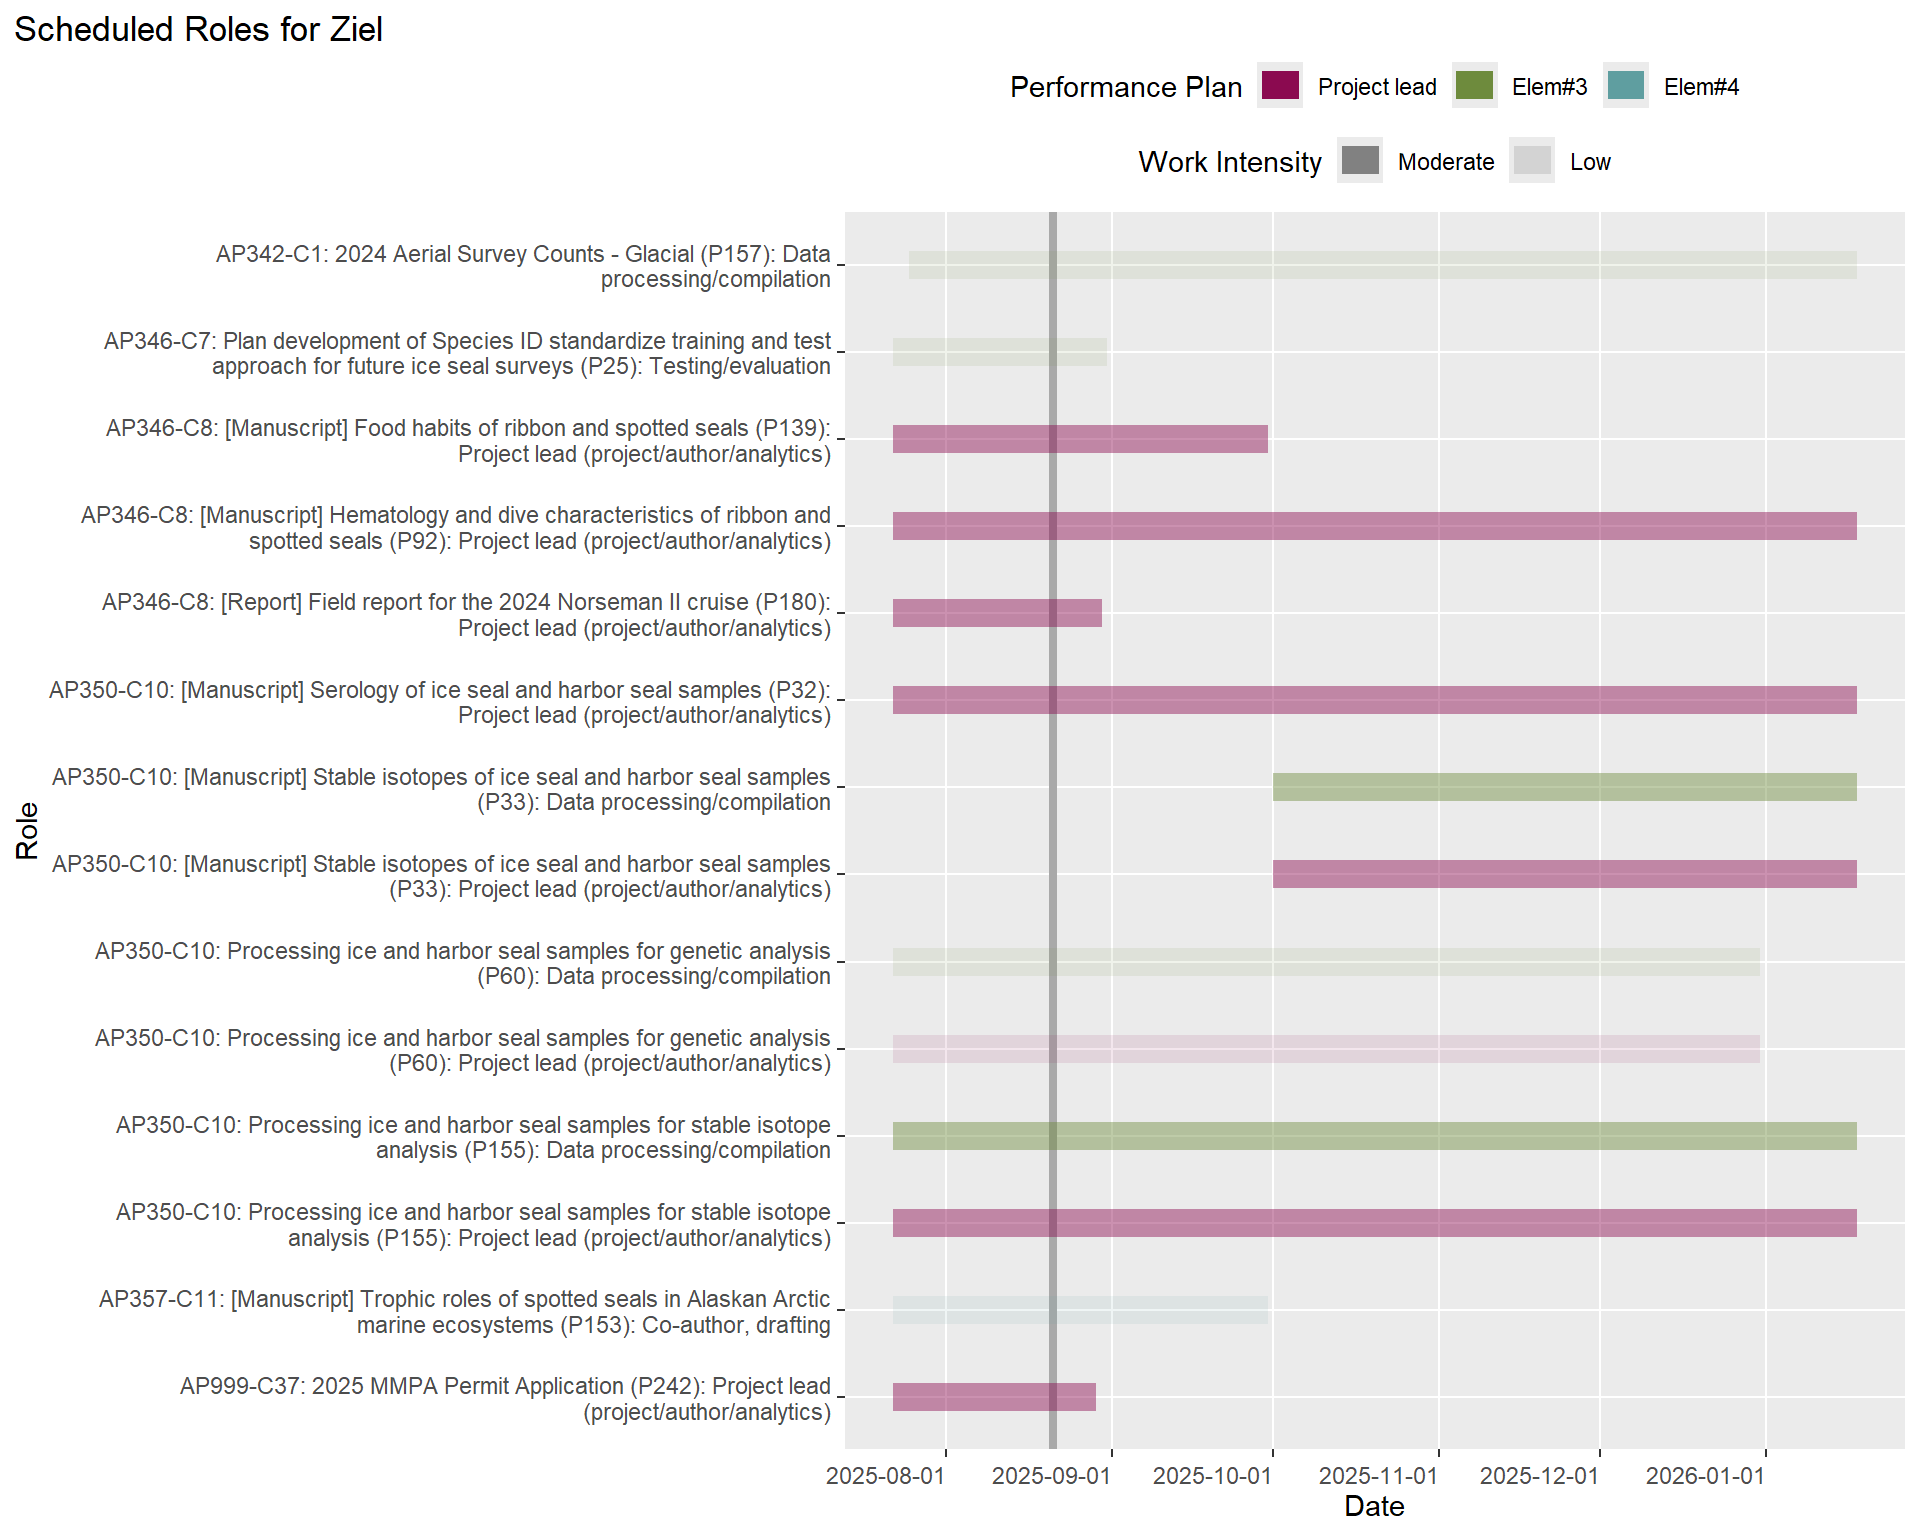 Scheduled Roles for Ziel
Performance Plan Project lead Elem#3 Elem#4
Work Intensity Moderate Low
AP342-C1: 2024 Aerial Survey Counts - Glacial (P157): Data
processing/compilation
AP346-C7: Plan development of Species ID standardize training and test
approach for future ice seal surveys (P25): Testing/evaluation
AP346-C8: [Manuscript] Food habits of ribbon and spotted seals (P139):
Project lead (project/author/analytics)
AP346-C8: [Manuscript] Hematology and dive characteristics of ribbon and
spotted seals (P92): Project lead (project/author/analytics)
AP346-C8: [Report] Field report for the 2024 Norseman II cruise (P180):
Project lead (project/author/analytics)
AP350-C10: [Manuscript] Serology of ice seal and harbor seal samples (P32):
Project lead (project/author/analytics)
AP350-C10: [Manuscript] Stable isotopes of ice seal and harbor seal samples
(P33): Data processing/compilation
AP350-C10: [Manuscript] Stable isotopes of ice seal and harbor seal samples
(P33): Project lead (project/author/analytics)
AP350-C10: Processing ice and harbor seal samples for genetic analysis
(P60): Data processing/compilation
AP350-C10: Processing ice and harbor seal samples for genetic analysis
(P60): Project lead (project/author/analytics)
AP350-C10: Processing ice and harbor seal samples for stable isotope
analysis (P155): Data processing/compilation
AP350-C10: Processing ice and harbor seal samples for stable isotope
analysis (P155): Project lead (project/author/analytics)
AP357-C11: [Manuscript] Trophic roles of spotted seals in Alaskan Arctic
marine ecosystems (P153): Co-author, drafting
AP999-C37: 2025 MMPA Permit Application (P242): Project lead
(project/author/analytics)
Role
2025-08-01 2025-09-01 2025-10-01 2025-11-01 2025-12-01 2026-01-01
Date